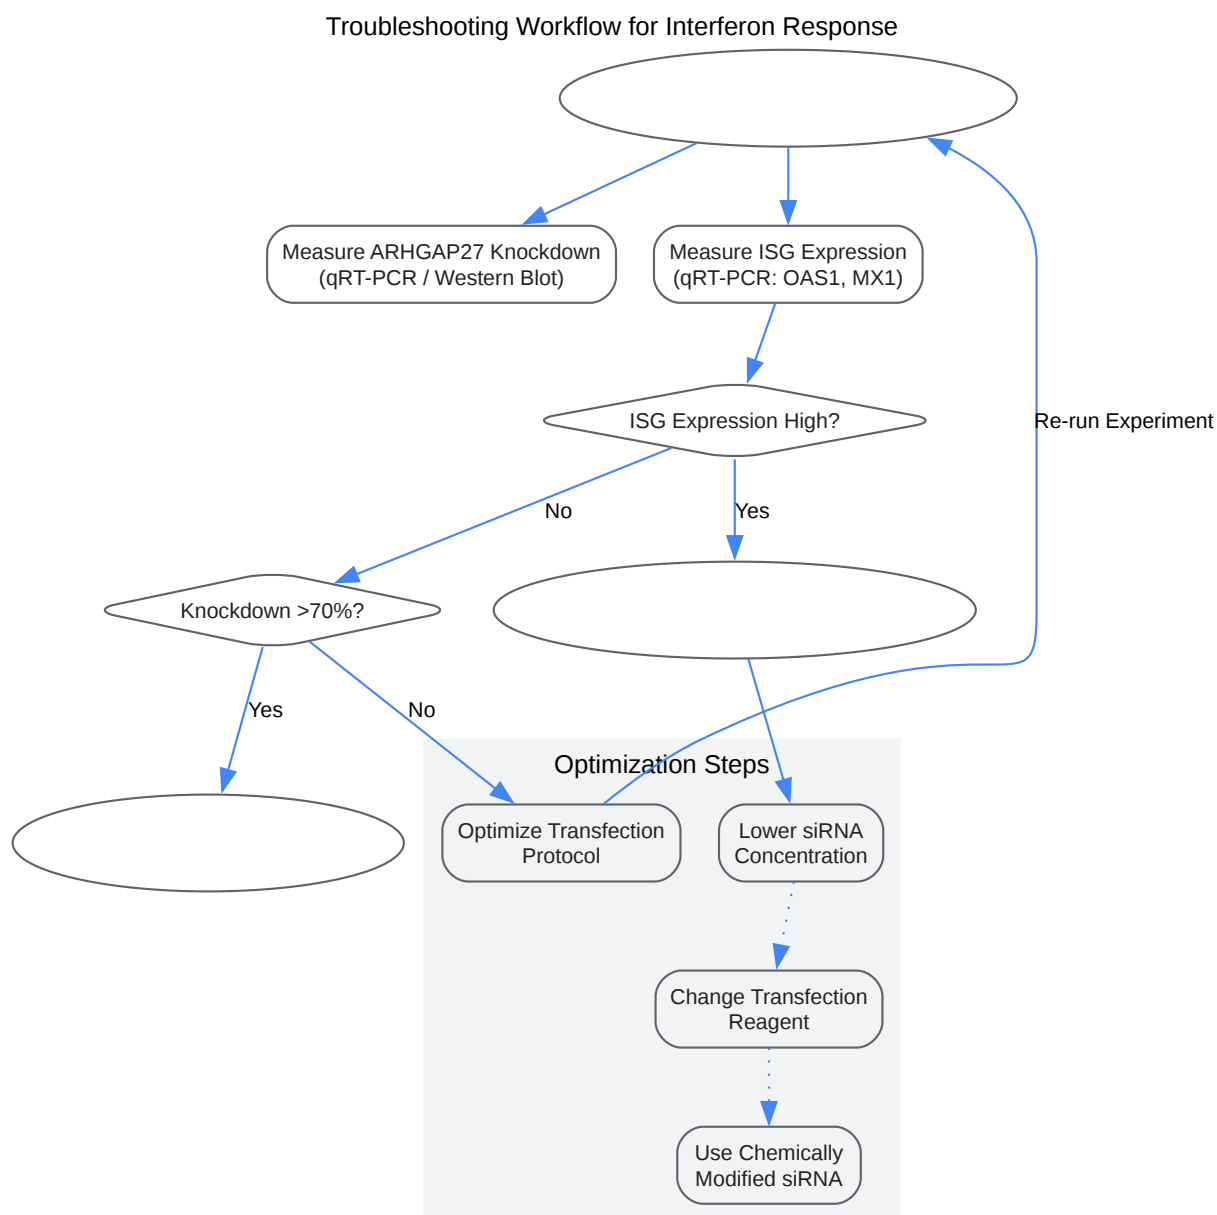 Troubleshooting Workflow for Interferon Response
Measure ARHGAP27 Knockdown
(qRT-PCR / Western Blot)
Measure ISG Expression
(qRT-PCR: OAS1, MX1)
ISG Expression High?
Re-run Experiment
No
Yes
Knockdown >70%?
Yes
No
Optimization Steps
Optimize Transfection
Protocol
Lower siRNA
Concentration
Change Transfection
Reagent
Use Chemically
Modified siRNA